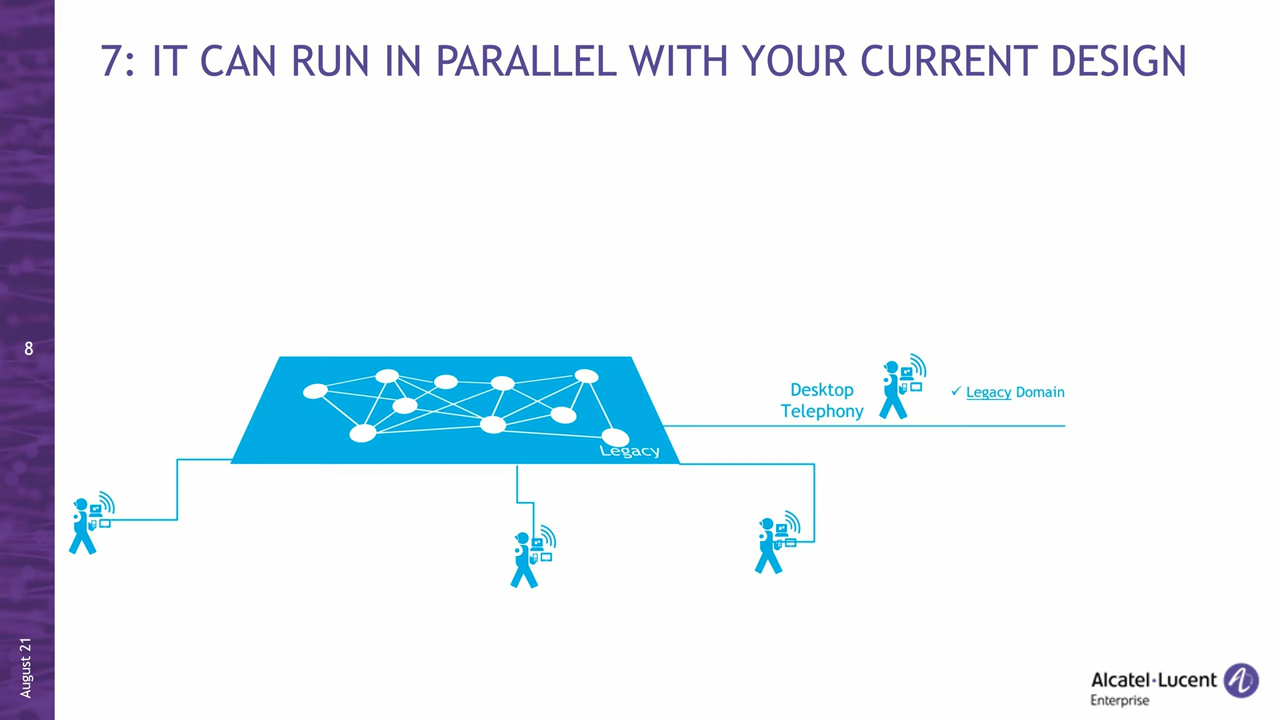 7: IT CAN RUN IN PARALLEL WITH YOUR CURRENT DESIGN
8
Desktop
Telephony
✓ Legacy Domain
Legacy
August 21
Alcatel·Lucent
Enterprise